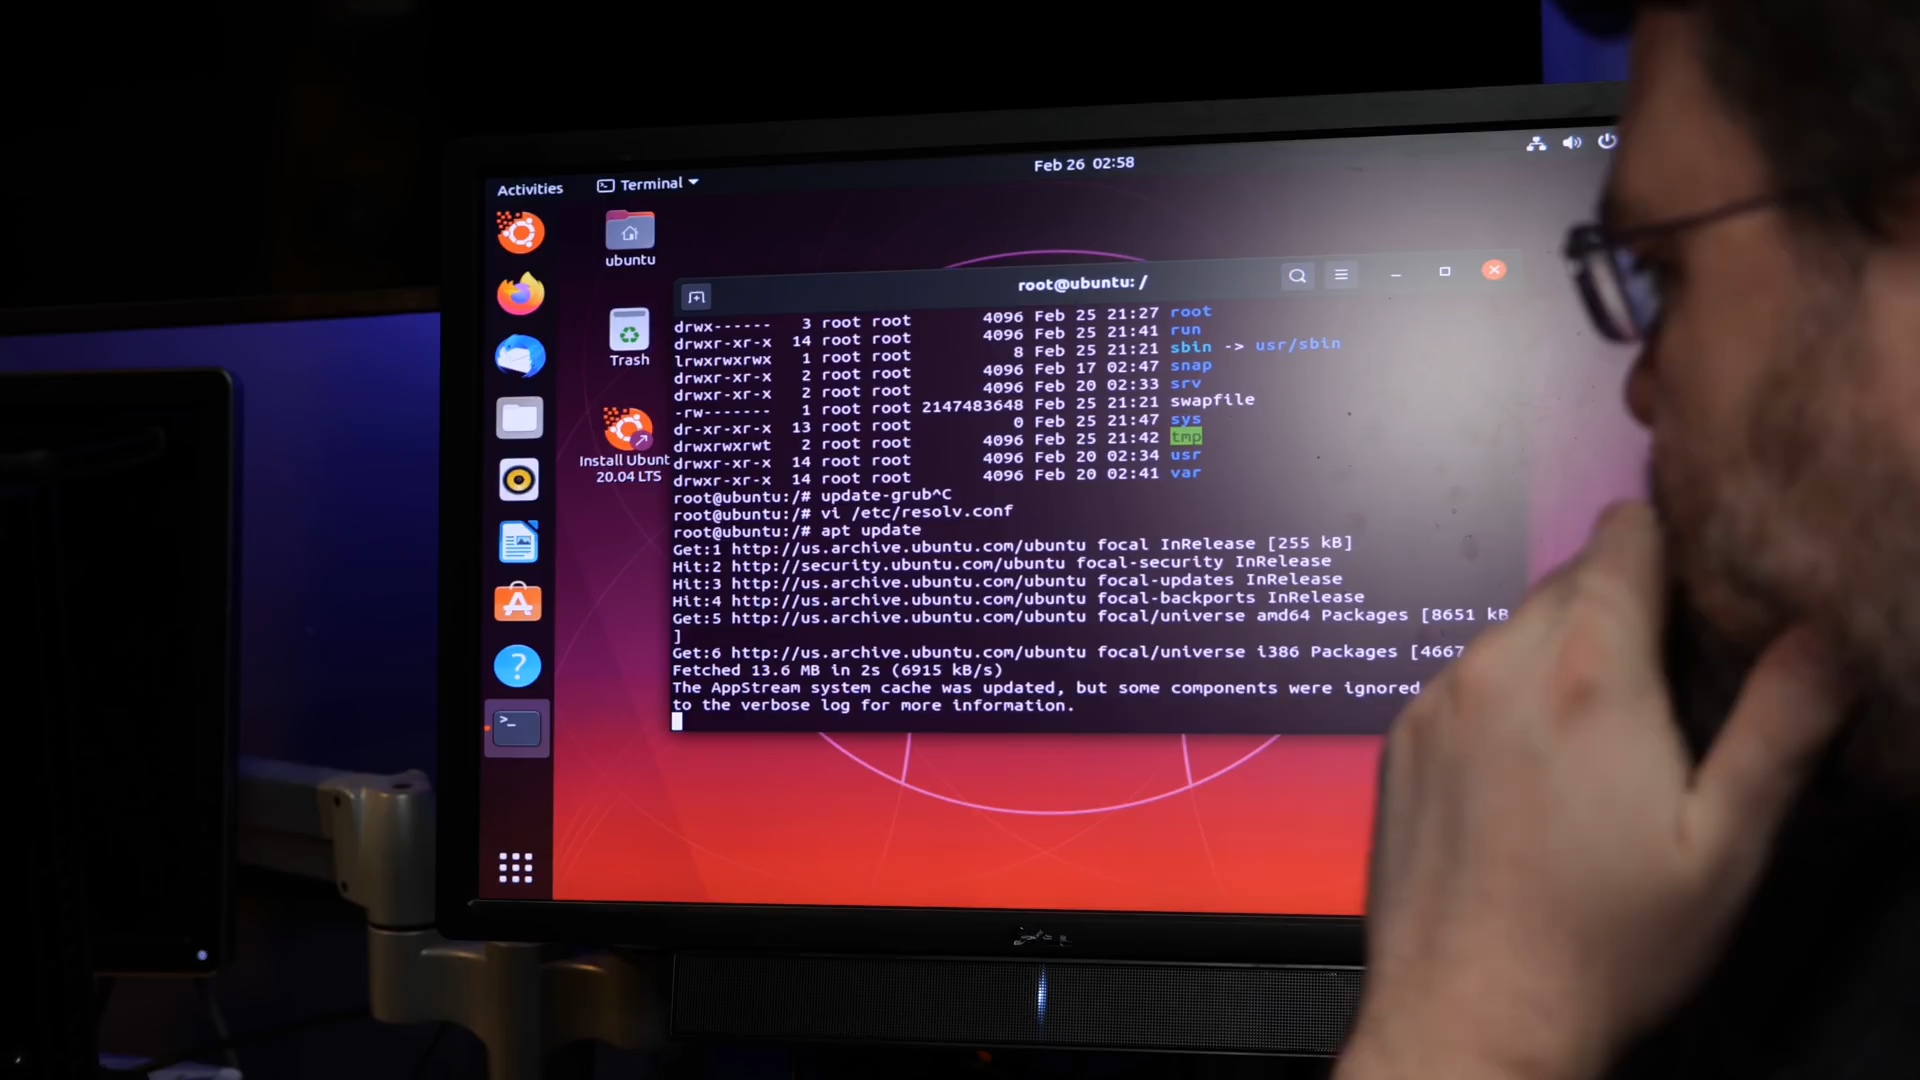 Activities
Terminal
Feb 26 02:58
ubuntu
Trash
Install Ubunt
20.04 LTS
root@ubuntu: /
drwx------ 3 root root 4096 Feb 25 21:27 root
drwxr-xr-x 14 root root 4096 Feb 25 21:41 run
lrwxrwxrwx 1 root root 8 Feb 25 21:21 sbin -> usr/sbin
drwxr-xr-x 2 root root 4096 Feb 17 02:47 snap
drwxr-xr-x 2 root root 4096 Feb 20 02:33 srv
-rw------- 1 root root 2147483648 Feb 25 21:21 swapfile
dr-xr-xr-x 13 root root 0 Feb 25 21:47 sys
drwxrwxrwt 2 root root 4096 Feb 25 21:42 tmp
drwxr-xr-x 14 root root 4096 Feb 20 02:34 usr
drwxr-xr-x 14 root root 4096 Feb 20 02:41 var
root@ubuntu:/# update-grub^C
root@ubuntu:/# vi /etc/resolv.conf
root@ubuntu:/# apt update
Get:1 http://us.archive.ubuntu.com/ubuntu focal InRelease [255 kB]
Hit:2 http://security.ubuntu.com/ubuntu focal-security InRelease
Hit:3 http://us.archive.ubuntu.com/ubuntu focal-updates InRelease
Hit:4 http://us.archive.ubuntu.com/ubuntu focal-backports InRelease
Get:5 http://us.archive.ubuntu.com/ubuntu focal/universe amd64 Packages [8651 kB
]
Get:6 http://us.archive.ubuntu.com/ubuntu focal/universe i386 Packages [4667
Fetched 13.6 MB in 2s (6915 kB/s)
The AppStream system cache was updated, but some components were ignored
to the verbose log for more information.